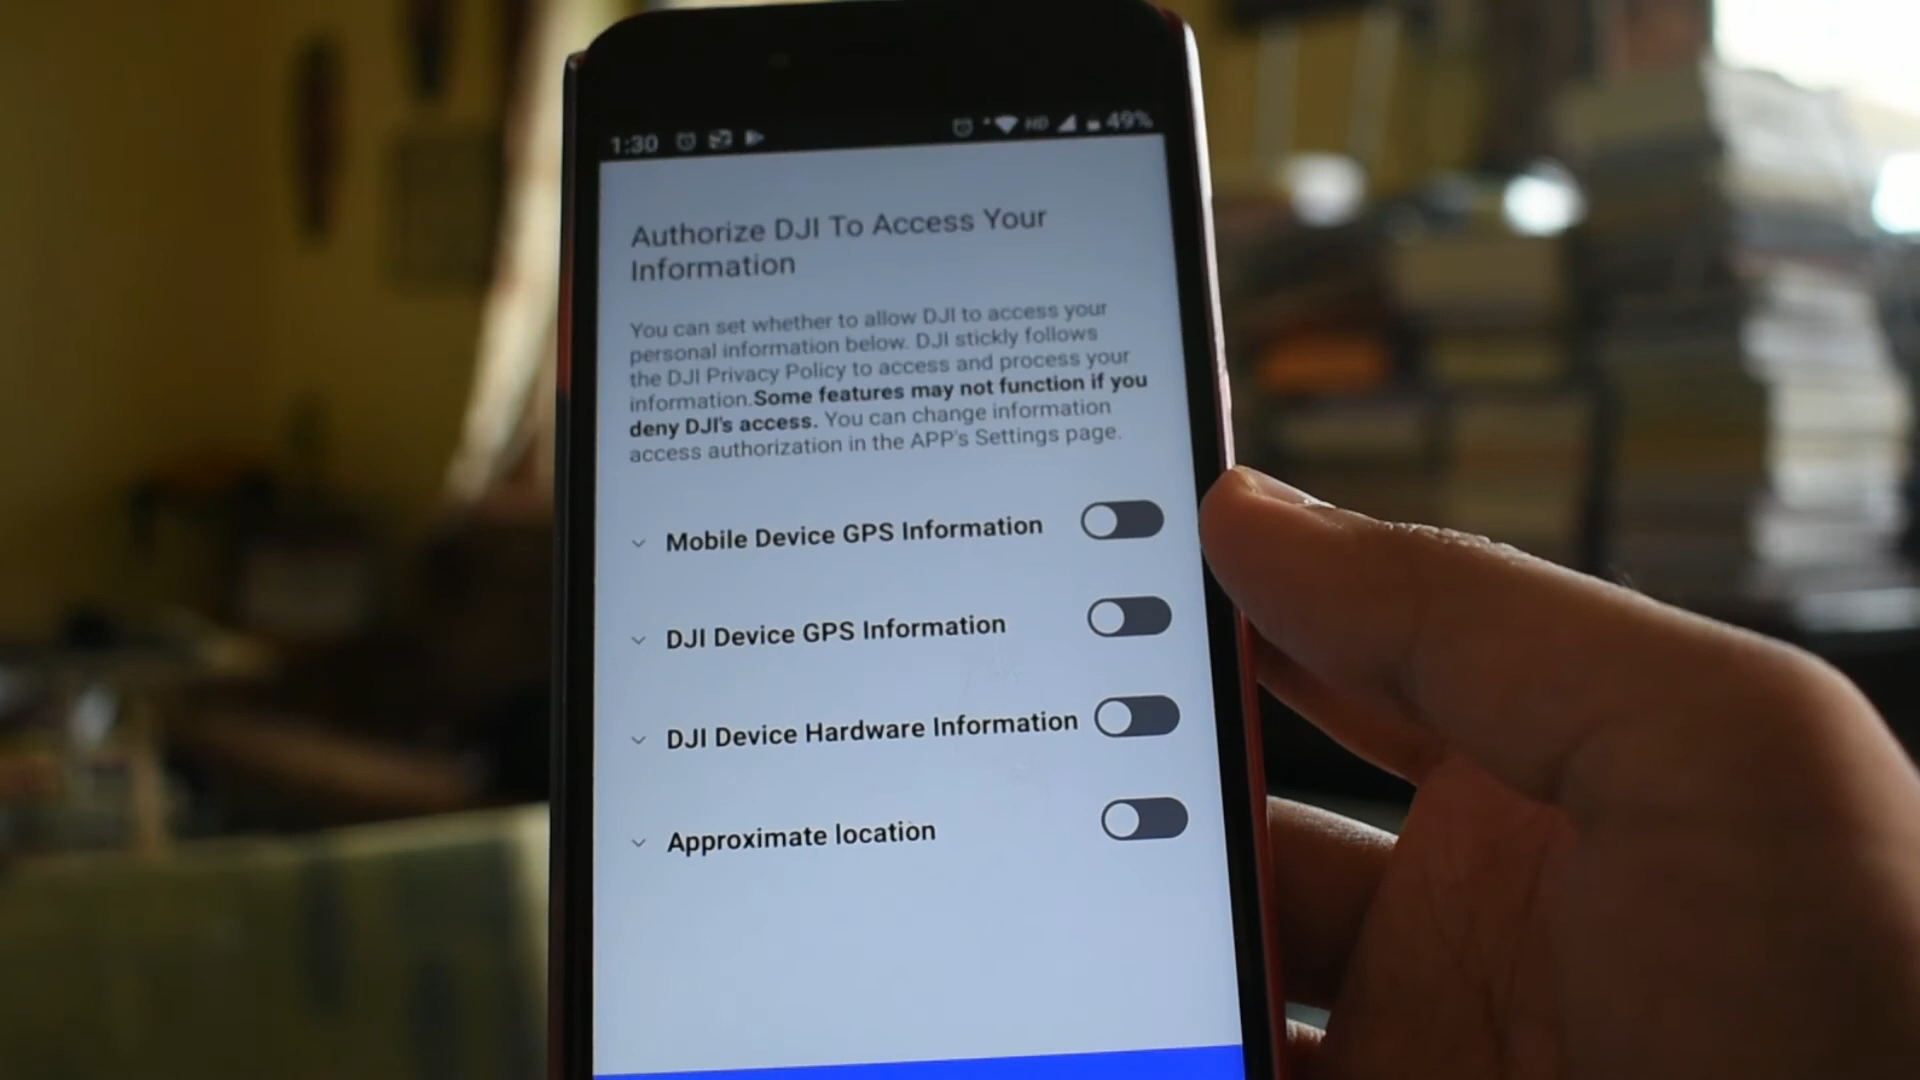 1:30 HD 49%
Authorize DJI To Access Your
Information
You can set whether to allow DJI to access your
personal information below. DJI stickly follows
the DJI Privacy Policy to access and process your
information.Some features may not function if you
deny DJI's access. You can change information
access authorization in the APP's Settings page.
Mobile Device GPS Information
DJI Device GPS Information
DJI Device Hardware Information
Approximate location